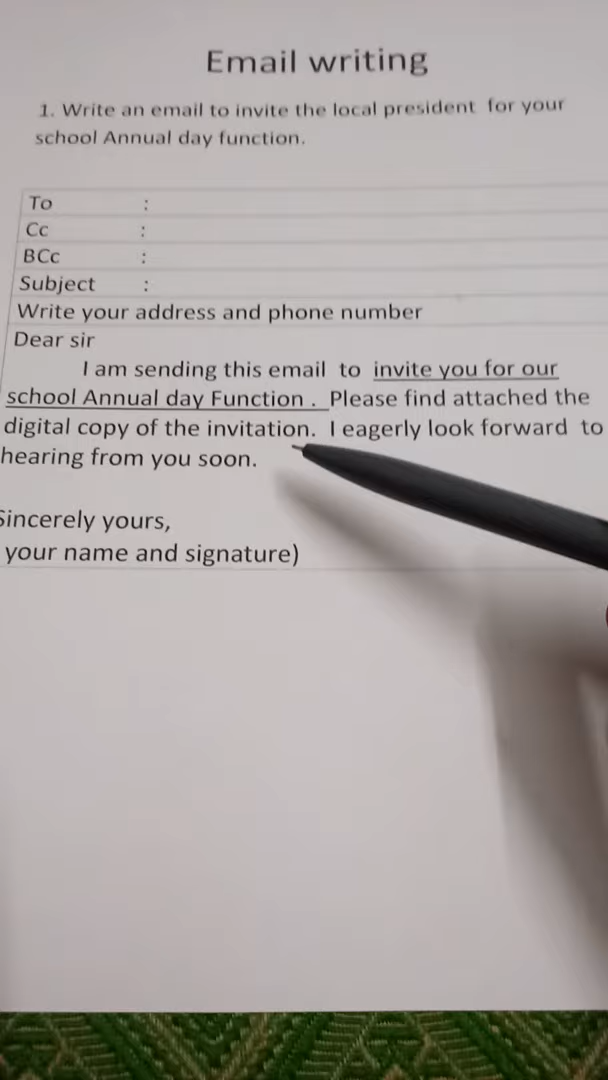 Email writing
1. Write an email to invite the local president for your
school Annual day function.
To :
Cc :
BCc :
Subject :
Write your address and phone number
Dear sir
I am sending this email to invite you for our
school Annual day Function . Please find attached the
digital copy of the invitation. I eagerly look forward to
hearing from you soon.
Sincerely yours,
your name and signature)